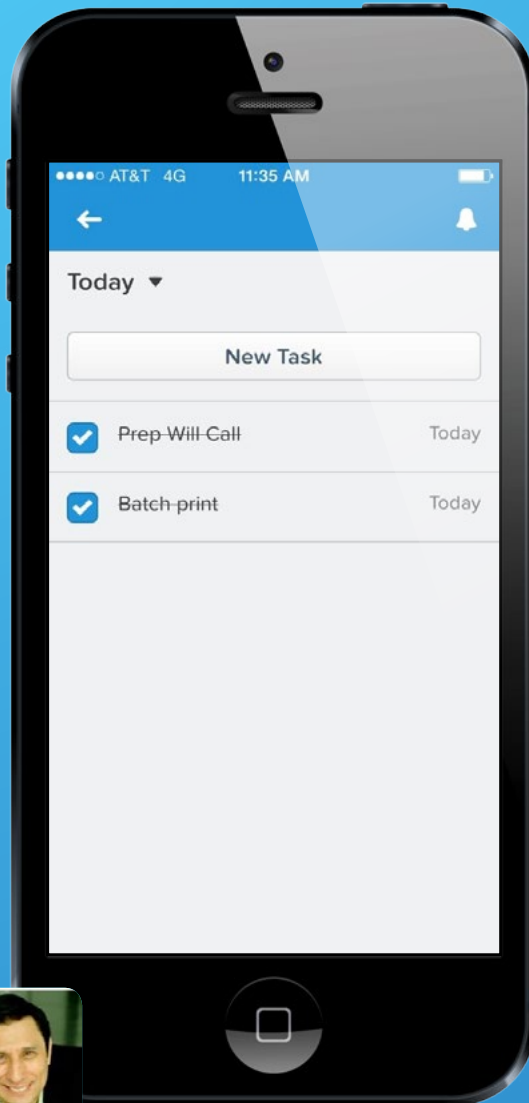 AT&T 4G 11:35 AM
Today
New Task
Prep Will Call Today
Batch print Today